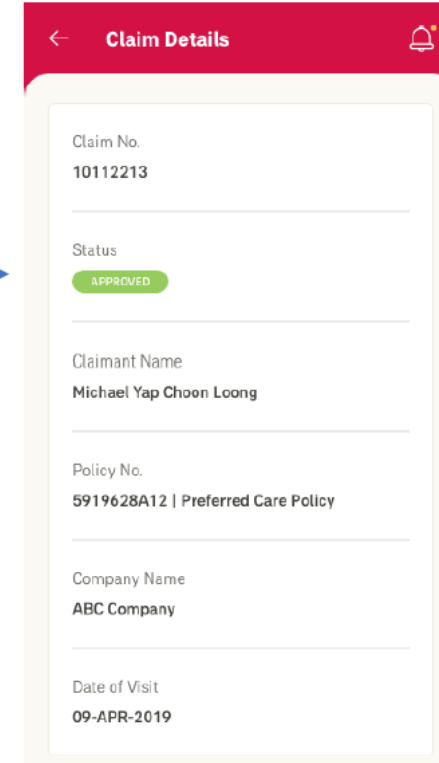 Claim Details
Claim No.
10112213
Status
APPROVED
Claimant Name
Michael Yap Choon Loong
Policy No.
5919628A12 | Preferred Care Policy
Company Name
ABC Company
Date of Visit
09-APR-2019